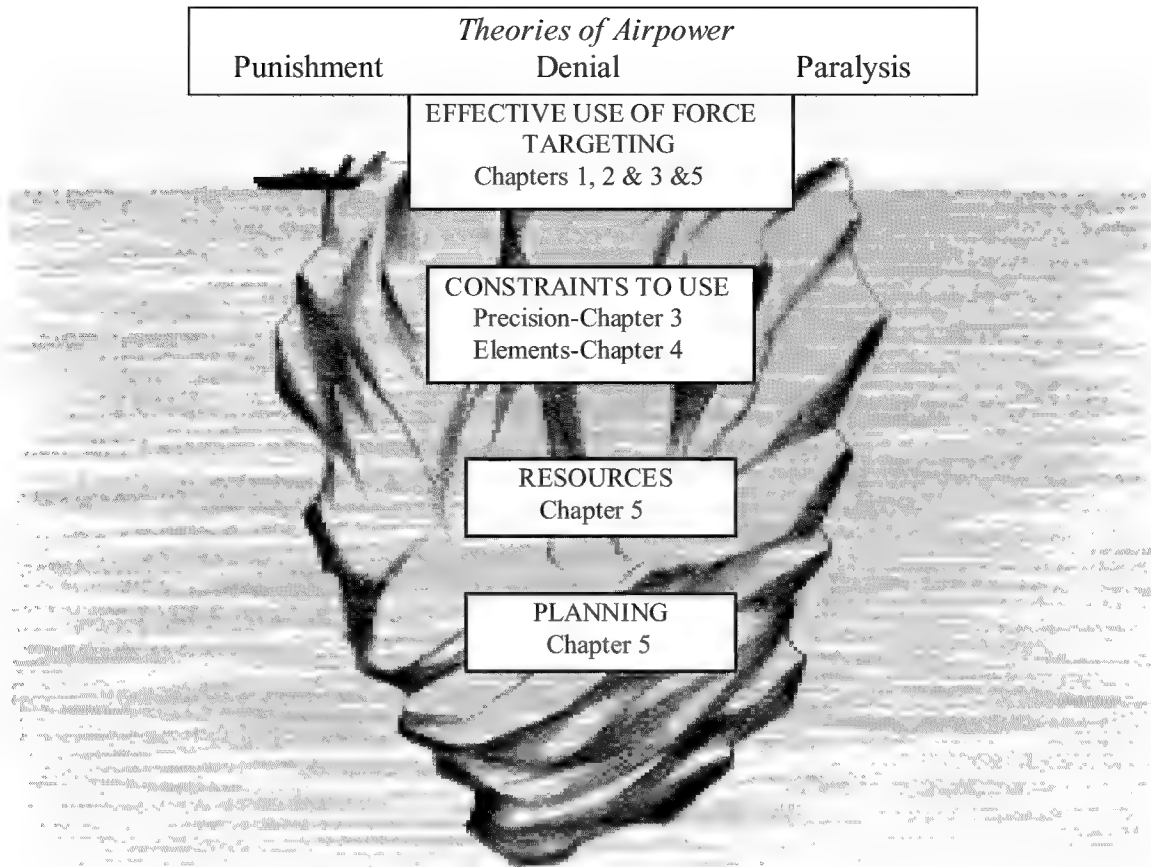 Theories of Airpower
Punishment Denial Paralysis
EFFECTIVE USE OF FORCE
TARGETING
Chapters 1, 2 & 3 &5
CONSTRAINTS TO USE
Precision-Chapter 3
Elements-Chapter 4
RESOURCES
Chapter 5
PLANNING
Chapter 5